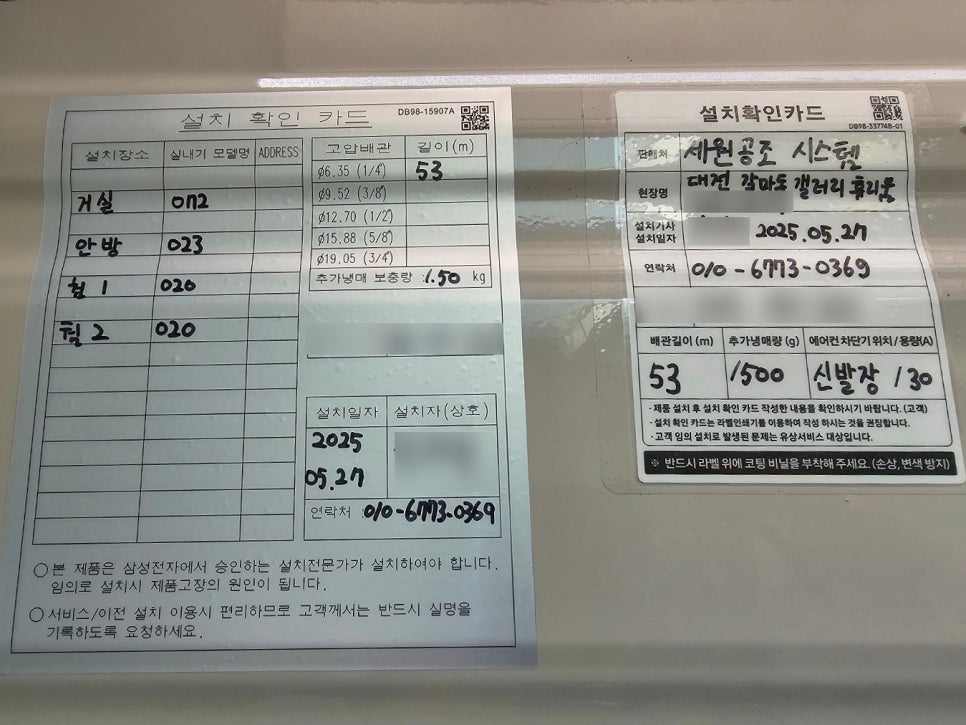 설치 확인 카드
DB98-15907A
설치장소 실내기 모델명 ADDRESS
거실 072
안방 023
침 1 020
침 2 020
고압배관 길이(m)
ø6.35 (1/4") 53
ø9.52 (3/8")
ø12.70 (1/2")
ø15.88 (5/8")
ø19.05 (3/4")
추가냉매 보충량 : 1.50 kg
설치일자 설치자(상호)
2025
05.27
연락처 : 010-6773-0369
○본 제품은 삼성전자에서 승인하는 설치전문가가 설치하여야 합니다.
임의로 설치시 제품고장의 원인이 됩니다.
○서비스/이전 설치 이용시 편리하므로 고객께서는 반드시 실명을
기록하도록 요청하세요.
설치확인카드
DB98-33774B-01
판매처 세원공조 시스템
현장명 대전 갈마동 갤러리 휴리움
설치기사
설치일자 2025.05.27
연락처 010-6773-0369
배관길이 (m) 추가냉매량 (g) 에어컨 차단기 위치 / 용량(A)
53 1500 신발장 / 30
· 제품 설치 후 설치 확인 카드 작성한 내용을 확인하시기 바랍니다. (고객)
· 설치 확인 카드는 라벨인쇄기를 이용하여 작성 하시는 것을 권장합니다.
· 고객 임의 설치로 발생된 문제는 유상서비스 대상입니다.
※ 반드시 라벨 위에 코팅 비닐을 부착해 주세요. (손상, 변색 방지)